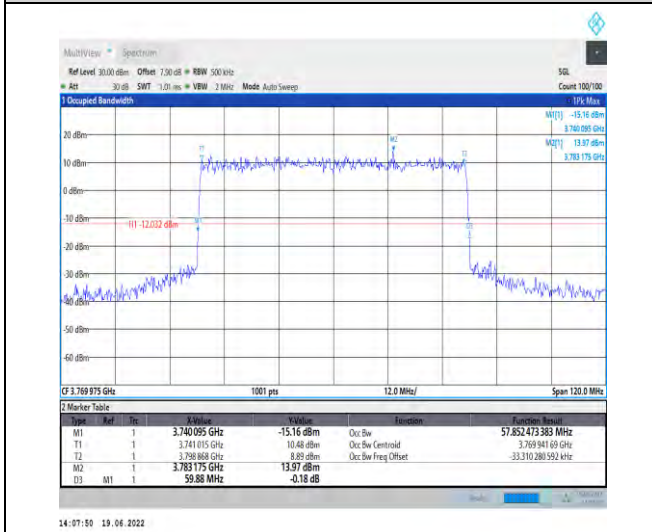 MultiView Spectrum
Ref Level 30.00 dBm Offset 7.50 dB RBW 500 kHz SGL
Att 30 dB SWT 1.01 ms VBW 2 MHz Mode Auto Sweep Count 100/100
1 Occupied Bandwidth 1Pk Max
M1[1] -15.16 dBm
3.740 095 GHz
M2[1] 13.97 dBm
3.783 175 GHz
20 dBm
M2
T1
T2
10 dBm
0 dBm
-10 dBm
H1 -12.032 dBm
M1
D3
-20 dBm
-30 dBm
-40 dBm
-50 dBm
-60 dBm
CF 3.769 975 GHz 1001 pts 12.0 MHz/ Span 120.0 MHz
2 Marker Table
Type Ref Trc X-Value Y-Value Function Function Result
M1 1 3.740 095 GHz -15.16 dBm Occ Bw 57.852 473 383 MHz
T1 1 3.741 015 GHz 10.48 dBm Occ Bw Centroid 3.769 941 69 GHz
T2 1 3.798 868 GHz 8.89 dBm Occ Bw Freq Offset -33.310 280 592 kHz
M2 1 3.783 175 GHz 13.97 dBm
D3 M1 1 59.88 MHz -0.18 dB
14:07:50 19.06.2022